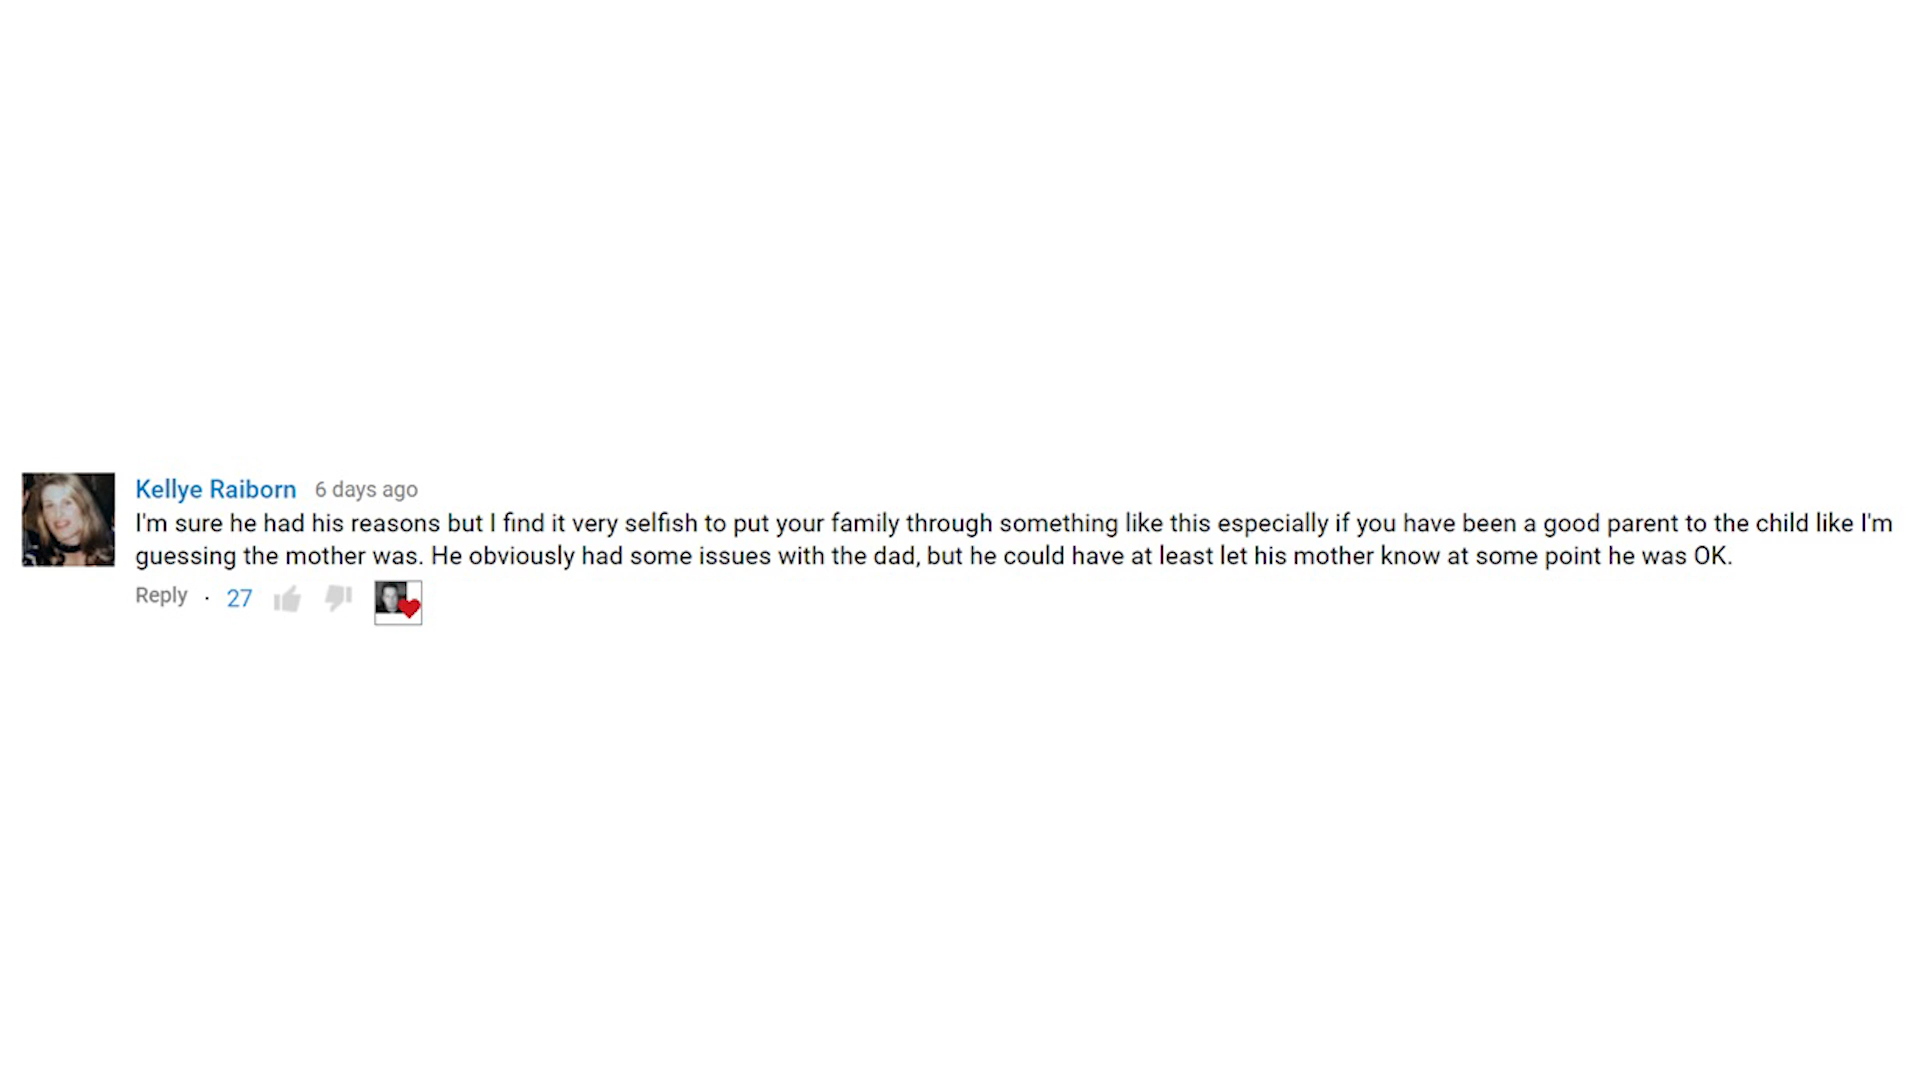 Kellye Raiborn 6 days ago
I'm sure he had his reasons but I find it very selfish to put your family through something like this especially if you have been a good parent to the child like I'm
guessing the mother was. He obviously had some issues with the dad, but he could have at least let his mother know at some point he was OK.
Reply · 27